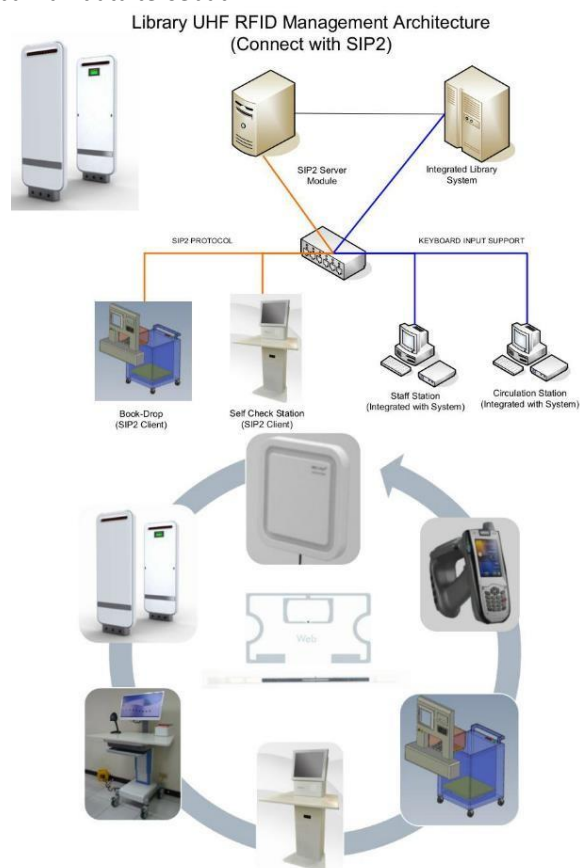 Library UHF RFID Management Architecture
(Connect with SIP2)
SIP2 Server
Module
Integrated Library
System
SIP2 PROTOCOL
KEYBOARD INPUT SUPPORT
Book-Drop
(SIP2 Client)
Self Check Station
(SIP2 Client)
Staff Station
(Integrated with System)
Circulation Station
(Integrated with System)
Web